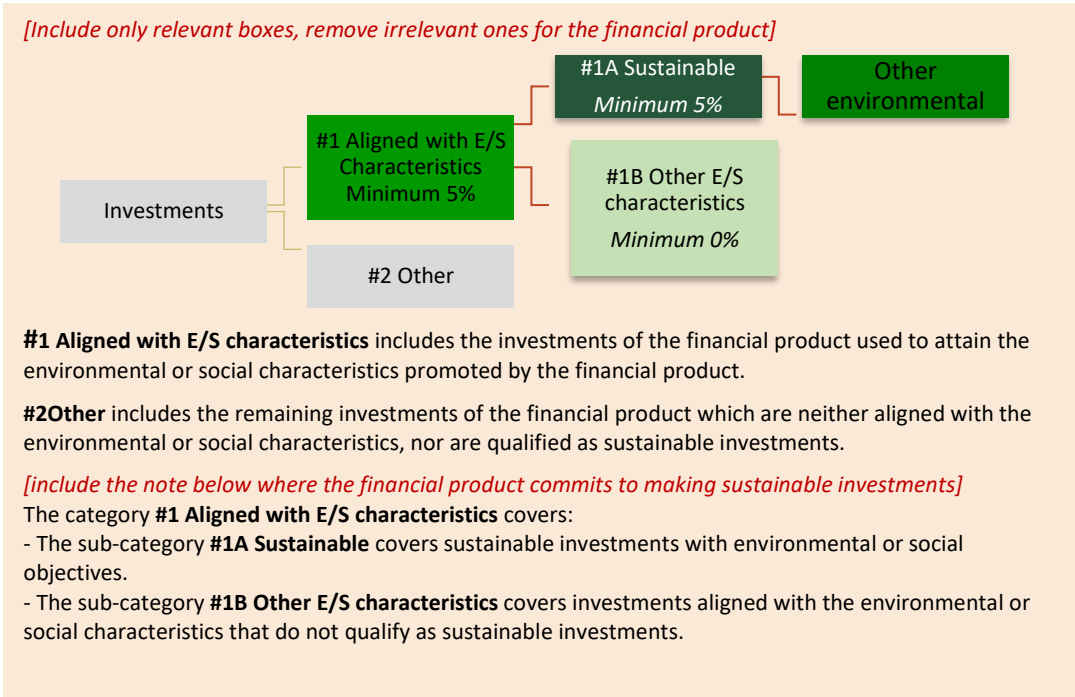 [Include only relevant boxes, remove irrelevant ones for the financial product]
#1A Sustainable
Minimum 5%
Other
environmental
#1 Aligned with E/S
Characteristics
Minimum 5%
#1B Other E/S
characteristics
Minimum 0%
Investments
#2 Other
#1 Aligned with E/S characteristics includes the investments of the financial product used to attain the
environmental or social characteristics promoted by the financial product.
#2Other includes the remaining investments of the financial product which are neither aligned with the
environmental or social characteristics, nor are qualified as sustainable investments.
[include the note below where the financial product commits to making sustainable investments]
The category #1 Aligned with E/S characteristics covers:
- The sub-category #1A Sustainable covers sustainable investments with environmental or social
objectives.
- The sub-category #1B Other E/S characteristics covers investments aligned with the environmental or
social characteristics that do not qualify as sustainable investments.